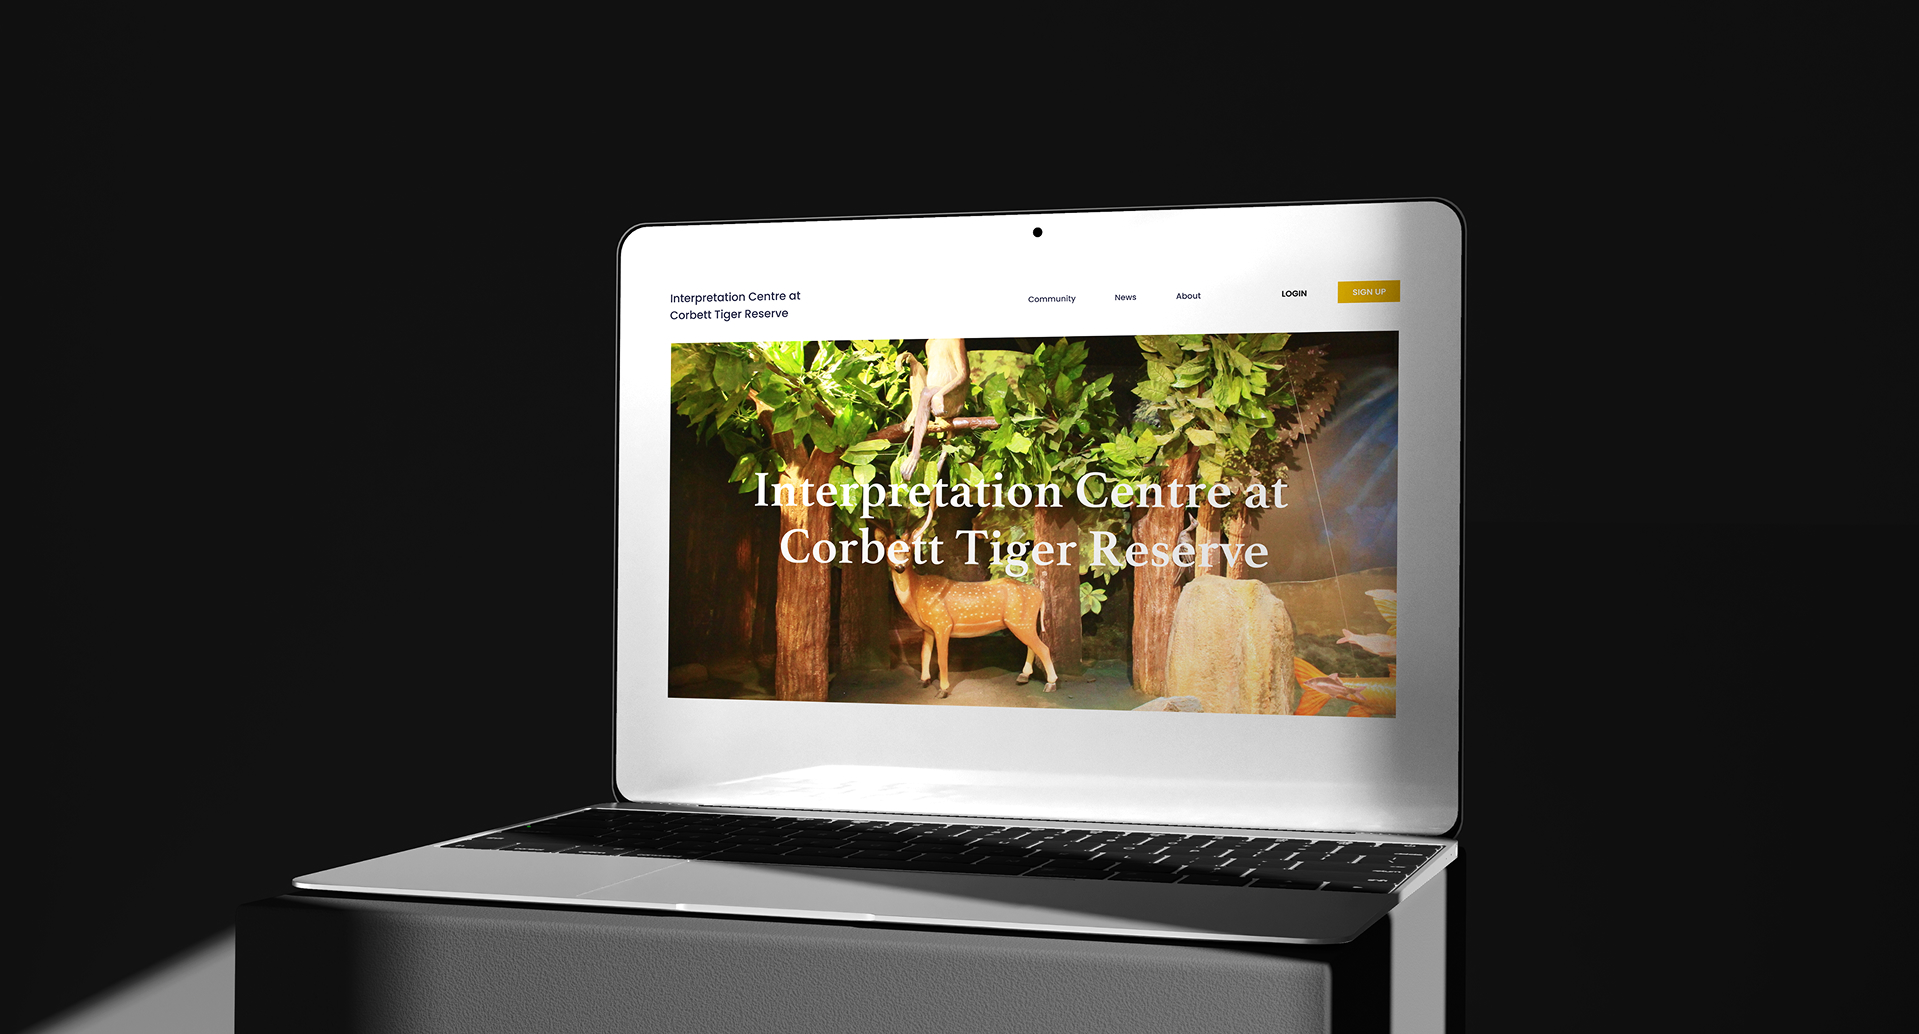 Interpretation Centre at
Corbett Tiger Reserve
Community News About LOGIN SIGN UP
Interpretation Centre at
Corbett Tiger Reserve